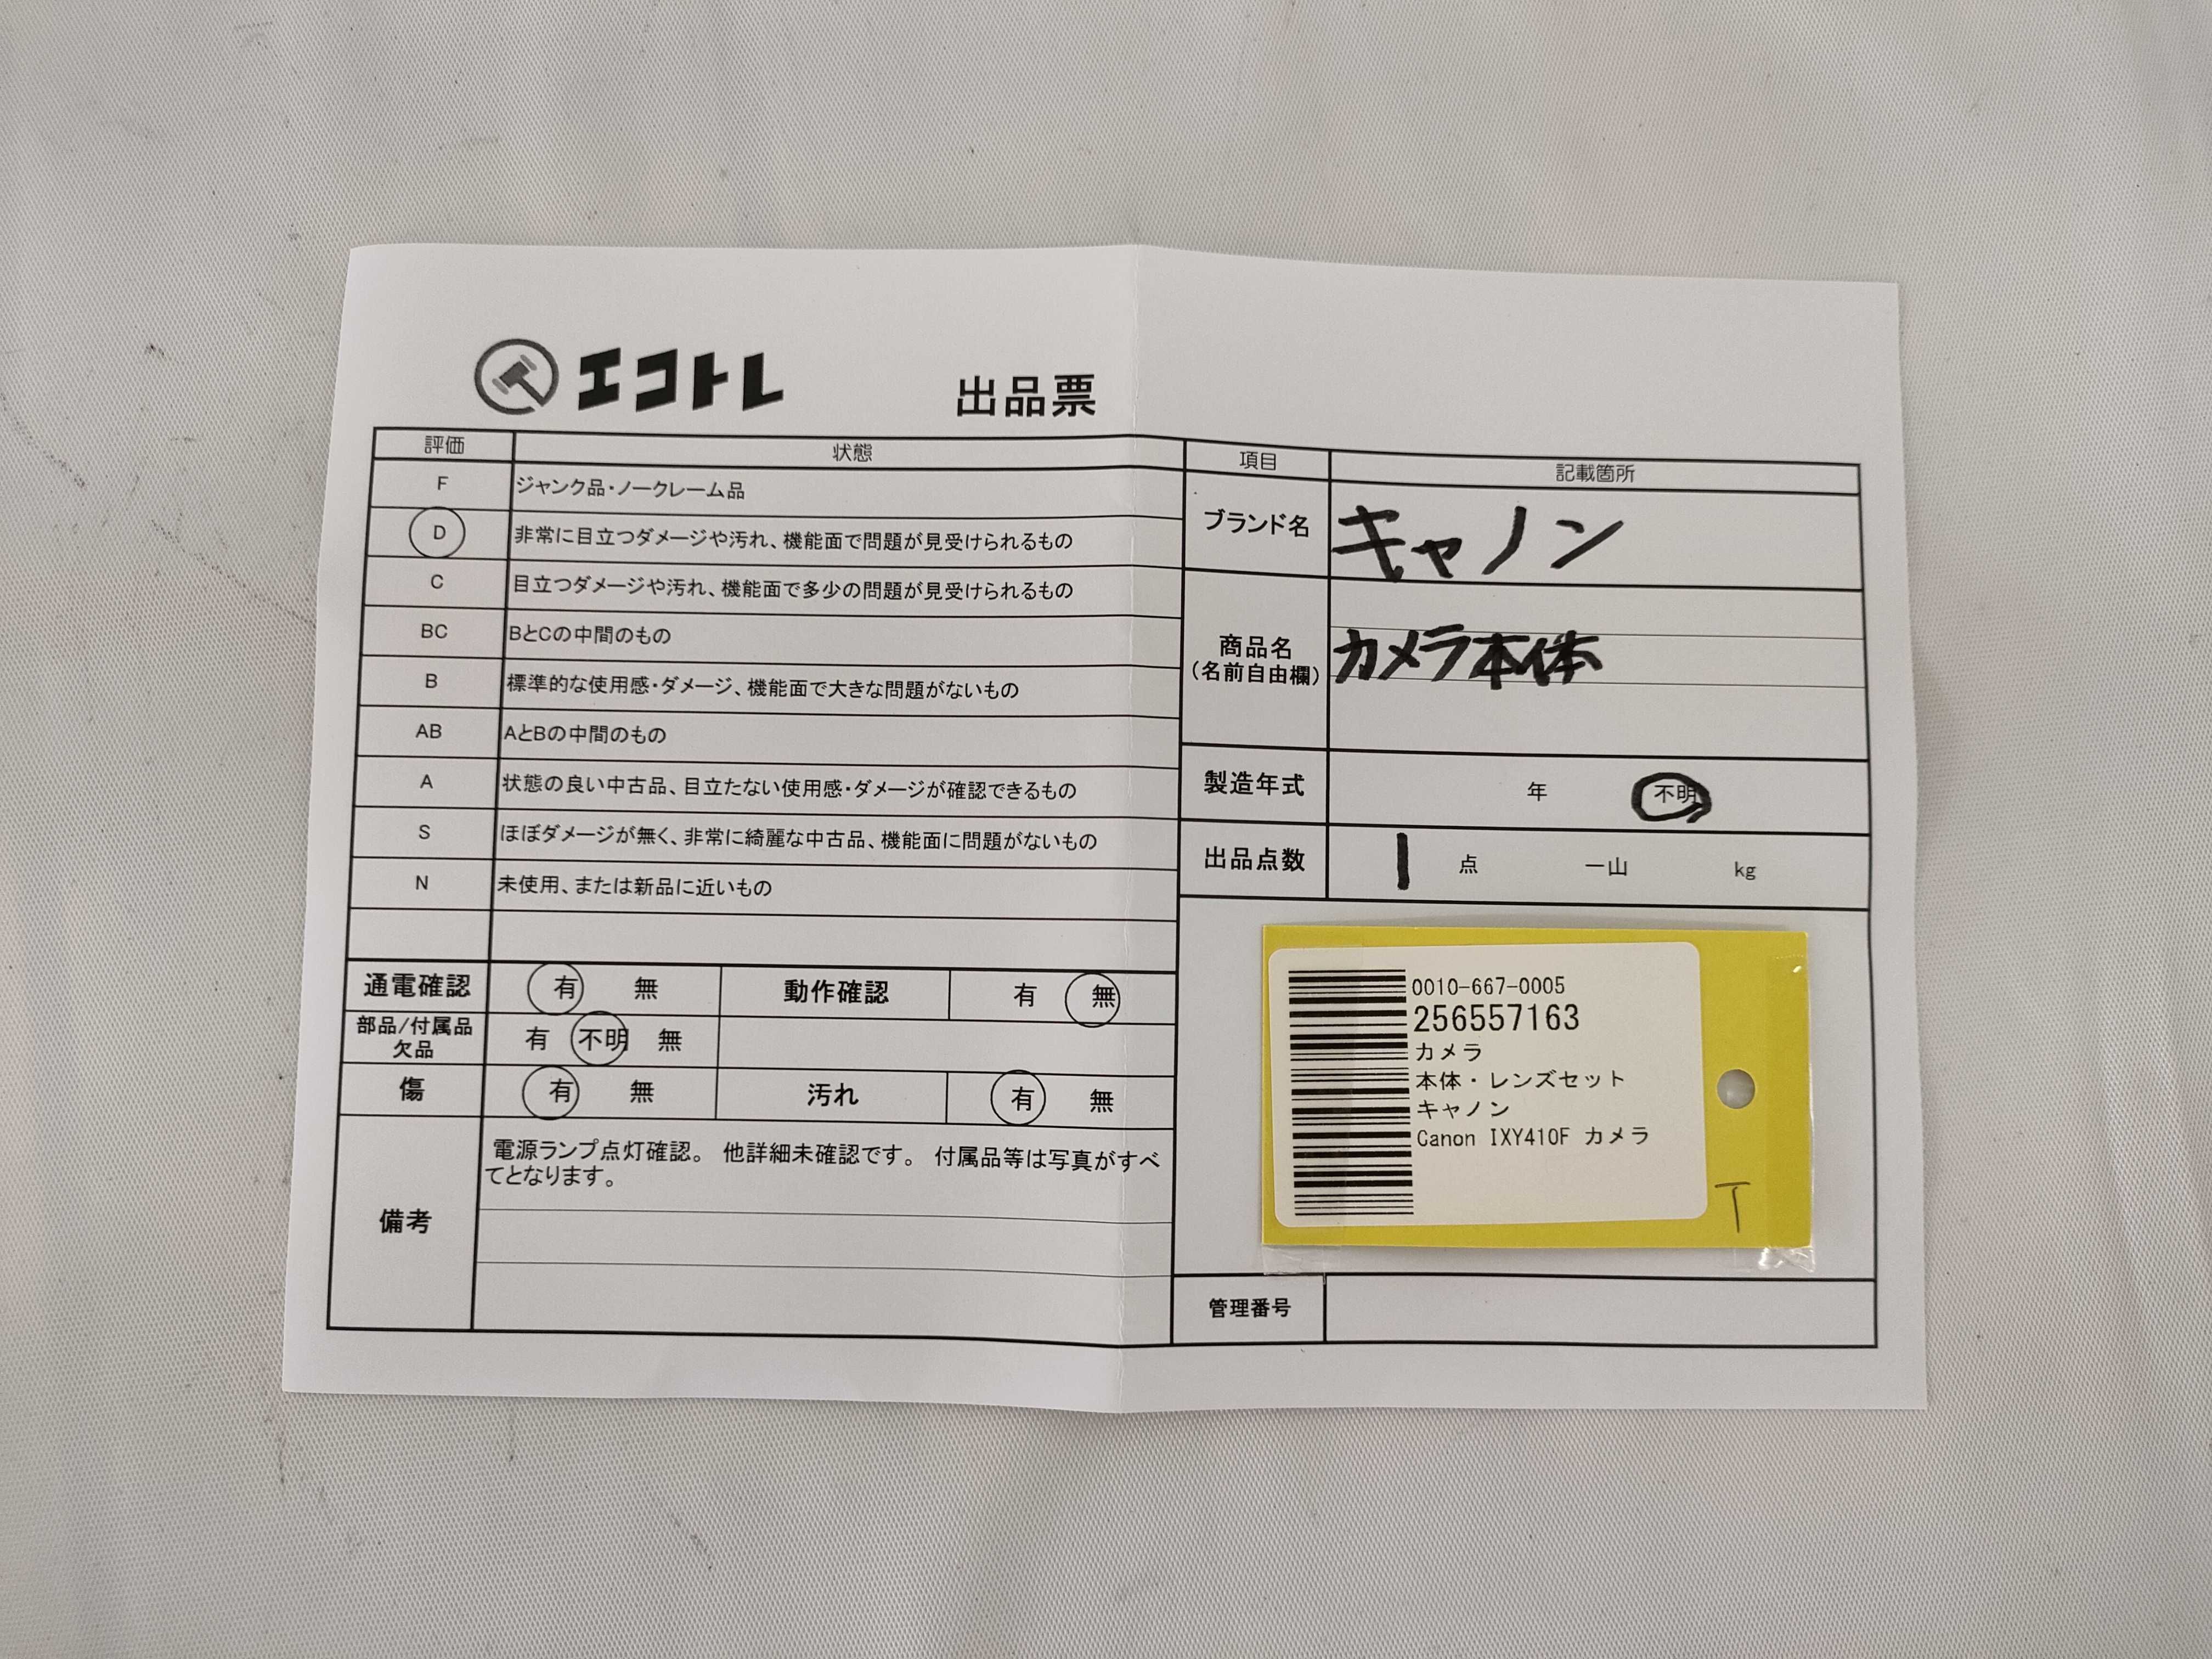 エコトレ
出品票
評価 状態
F ジャンク品・ノークレーム品
D 非常に目立つダメージや汚れ、機能面で問題が見受けられるもの
C 目立つダメージや汚れ、機能面で多少の問題が見受けられるもの
BC BとCの中間のもの
B 標準的な使用感・ダメージ、機能面で大きな問題がないもの
AB AとBの中間のもの
A 状態の良い中古品、目立たない使用感・ダメージが確認できるもの
S ほぼダメージが無く、非常に綺麗な中古品、機能面に問題がないもの
N 未使用、または新品に近いもの
通電確認 有 無 動作確認 有 無
部品/付属品
欠品 有 不明 無
傷 有 無 汚れ 有 無
備考
電源ランプ点灯確認。 他詳細未確認です。 付属品等は写真がすべ
てとなります。
項目 記載箇所
ブランド名 キャノン
商品名
(名前自由欄)
カメラ本体
製造年式 年 不明
出品点数 1 点 一山 kg
0010-667-0005
256557163
カメラ
本体・レンズセット
キャノン
Canon IXY410F カメラ
T
管理番号